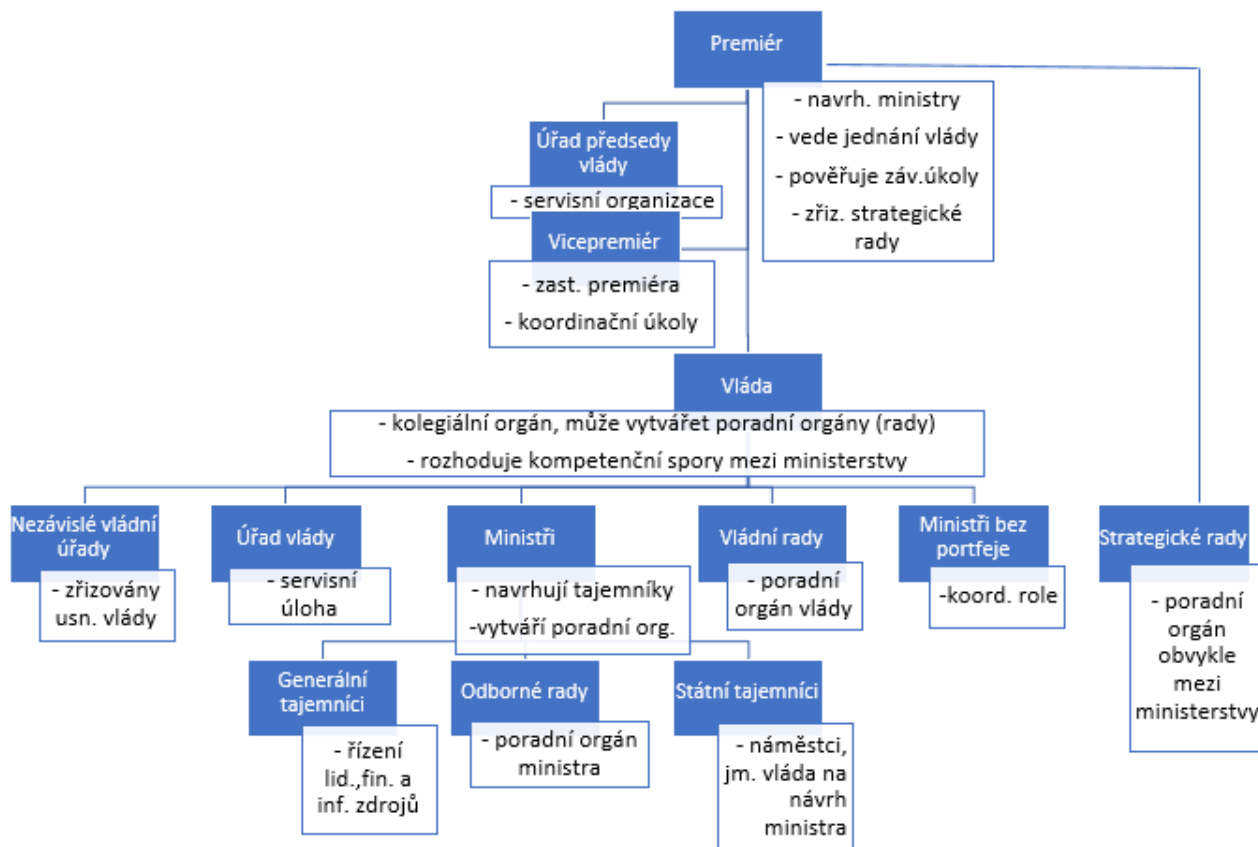 Premiér
- navrh. ministry
- vede jednání vlády
- pověřuje záv.úkoly
- zřiz. strategické
rady
Úřad předsedy
vlády
- servisní organizace
Vicepremiér
- zast. premiéra
- koordinační úkoly
Vláda
- kolegiální orgán, může vytvářet poradní orgány (rady)
- rozhoduje kompetenční spory mezi ministerstvy
Nezávislé vládní
úřady
- zřizovány
usn. vlády
Úřad vlády
- servisní
úloha
Ministři
- navrhují tajemníky
-vytváří poradní org.
Vládní rady
- poradní
orgán vlády
Ministři bez
portfeje
-koord. role
Strategické rady
- poradní
orgán
obvykle
mezi
ministerstvy
Generální
tajemníci
- řízení
lid.,fin. a
inf. zdrojů
Odborné rady
- poradní orgán
ministra
Státní tajemníci
- náměstci,
jm. vláda na
návrh
ministra